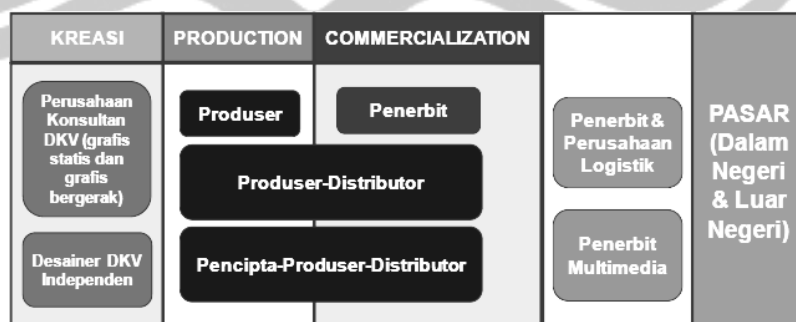 KREASI
PRODUCTION
COMMERCIALIZATION
Perusahaan
Konsultan
DKV (grafis
statis dan
grafis
bergerak)
Desainer DKV
Independen
Produser
Penerbit
Produser-Distributor
Pencipta-Produser-Distributor
Penerbit &
Perusahaan
Logistik
Penerbit
Multimedia
PASAR
(Dalam
Negeri
& Luar
Negeri)